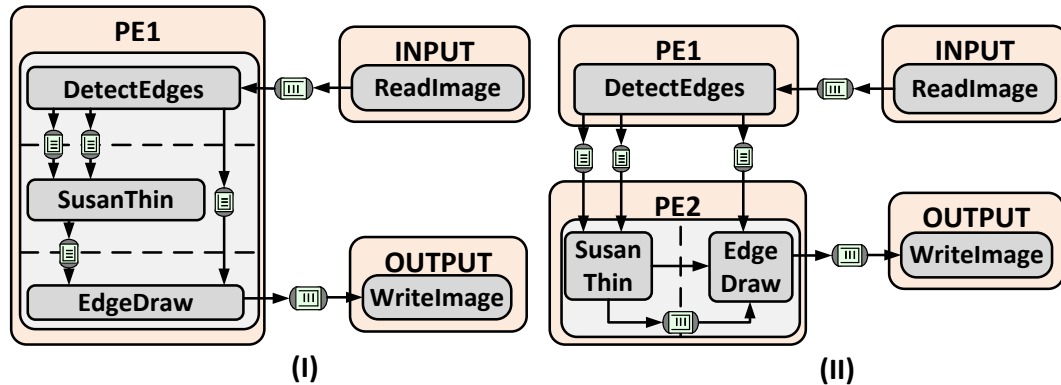 PE1
DetectEdges
SusanThin
EdgeDraw
INPUT
ReadImage
OUTPUT
WriteImage
(I)
PE1
DetectEdges
PE2
Susan
Thin
Edge
Draw
INPUT
ReadImage
OUTPUT
WriteImage
(II)